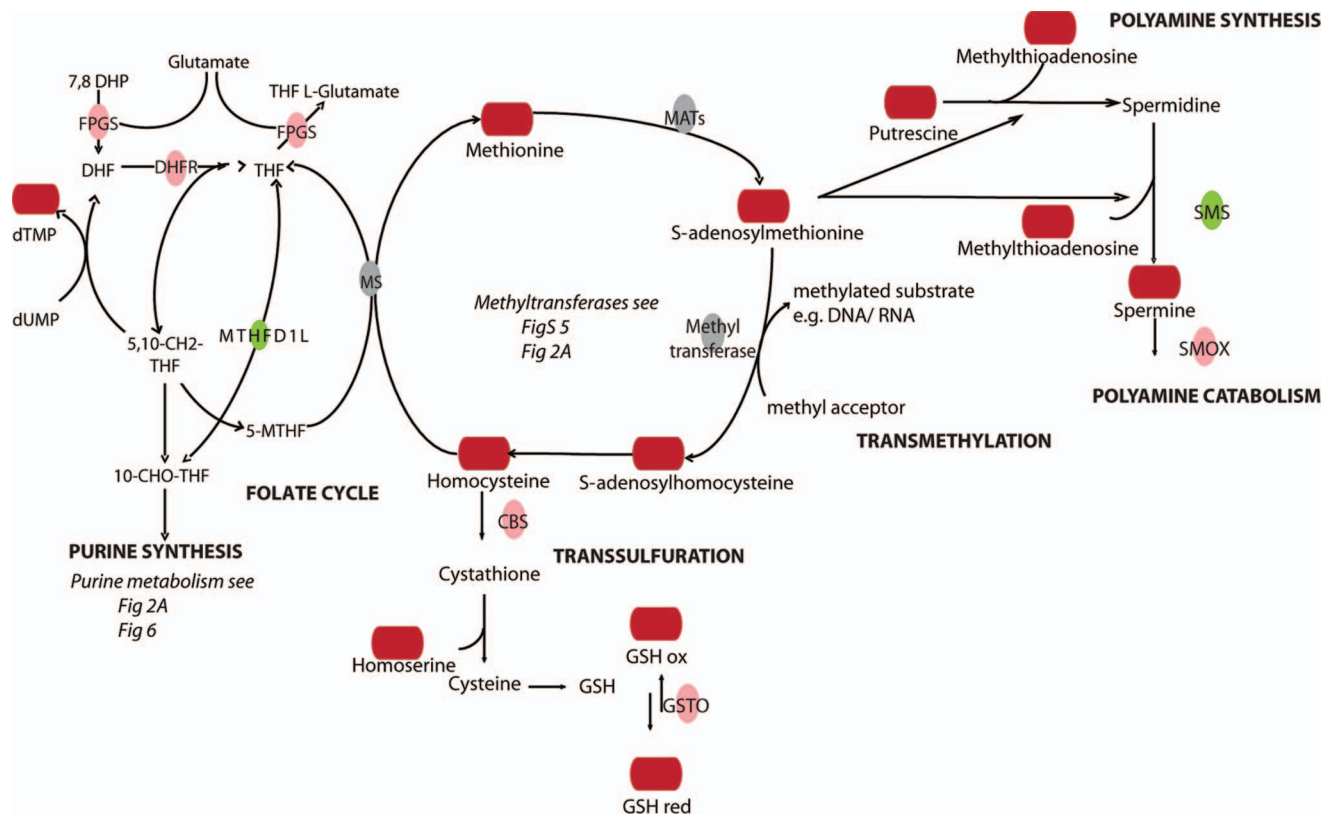 POLYAMINE SYNTHESIS
Methylthioadenosine
Glutamate
7,8 DHP
THF L-Glutamate
FPGS
FPGS
MATs
Putrescine
Spermidine
Methionine
DHF
DHFR
THF
dTMP
S-adenosylmethionine
SMS
Methylthioadenosine
MS
dUMP
MTHFD1L
5,10-CH2-
THF
Methyltransferases see
FigS 5
Fig 2A
Methyl
transferase
methylated substrate
e.g. DNA/ RNA
Spermine
SMOX
POLYAMINE CATABOLISM
methyl acceptor
TRANSMETHYLATION
5-MTHF
10-CHO-THF
FOLATE CYCLE
Homocysteine
S-adenosylhomocysteine
CBS
PURINE SYNTHESIS
Purine metabolism see
Fig 2A
Fig 6
TRANSSULFURATION
Cystathione
Homoserine
GSH ox
Cysteine
GSH
GSTO
GSH red